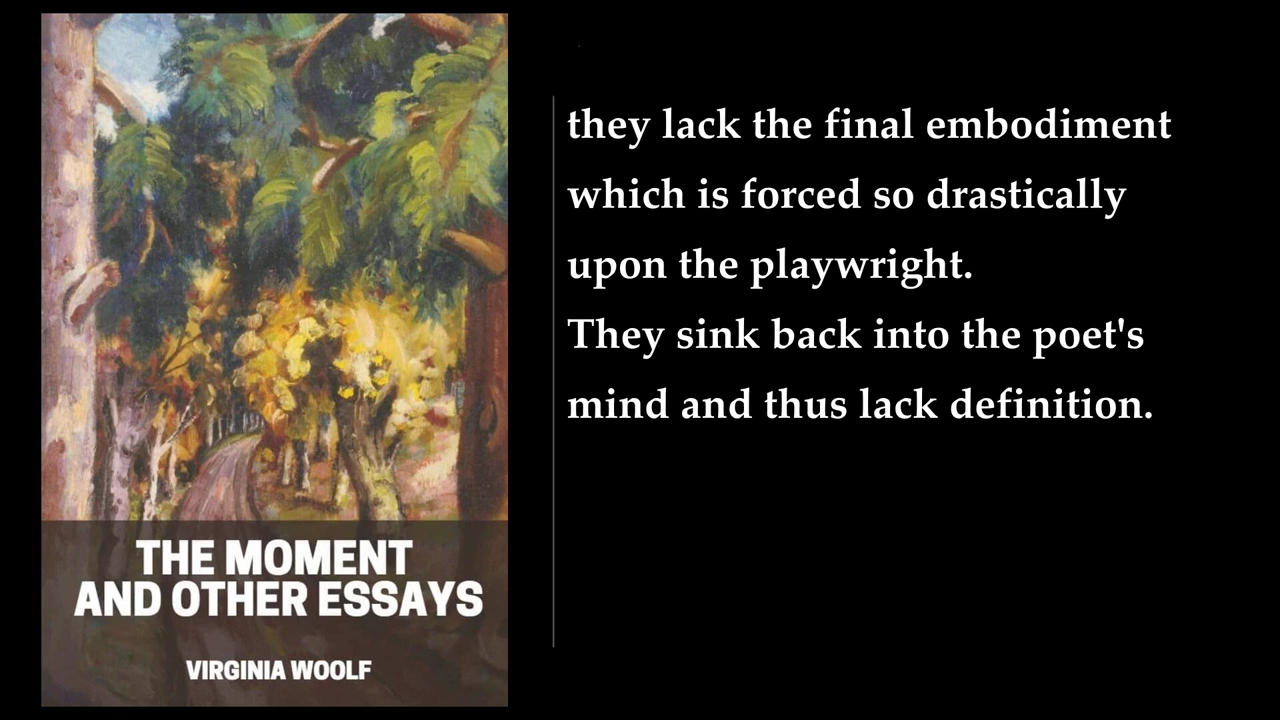 they lack the final embodiment
which is forced so drastically
upon the playwright.
They sink back into the poet's
mind and thus lack definition.
THE MOMENT
AND OTHER ESSAYS
VIRGINIA WOOLF